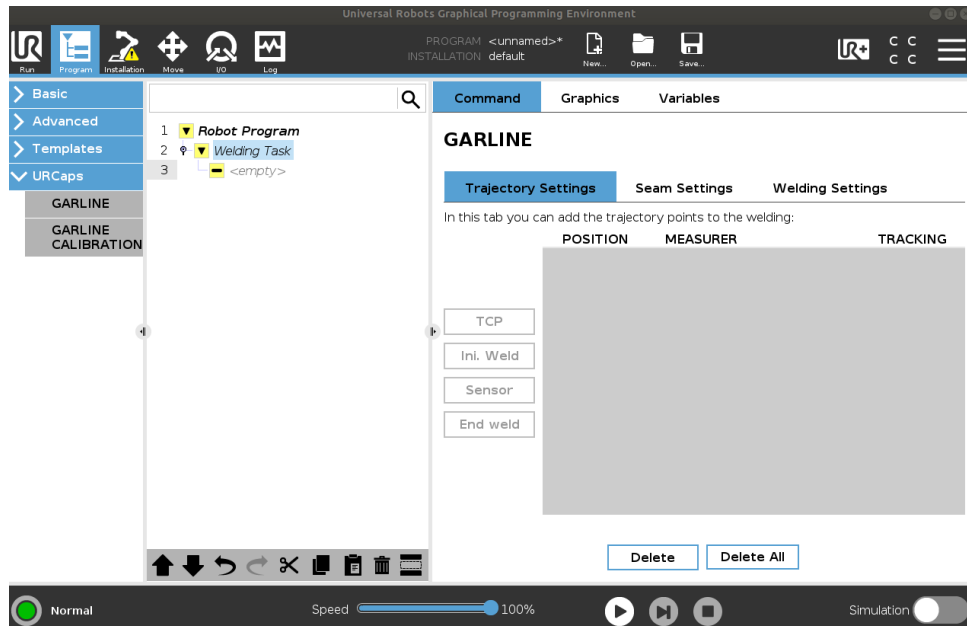 Universal Robots Graphical Programming Environment
UR
Run
Program
Installation
Move
I/O
Log
PROGRAM <unnamed>*
INSTALLATION default
New...
Open...
Save...
UR+
C C
C C
Basic
Advanced
Templates
URCaps
GARLINE
GARLINE
CALIBRATION
1 Robot Program
2 Welding Task
3 <empty>
Command Graphics Variables
GARLINE
Trajectory Settings Seam Settings Welding Settings
In this tab you can add the trajectory points to the welding:
POSITION MEASURER TRACKING
TCP
Ini. Weld
Sensor
End weld
Delete Delete All
Normal Speed 100% Simulation